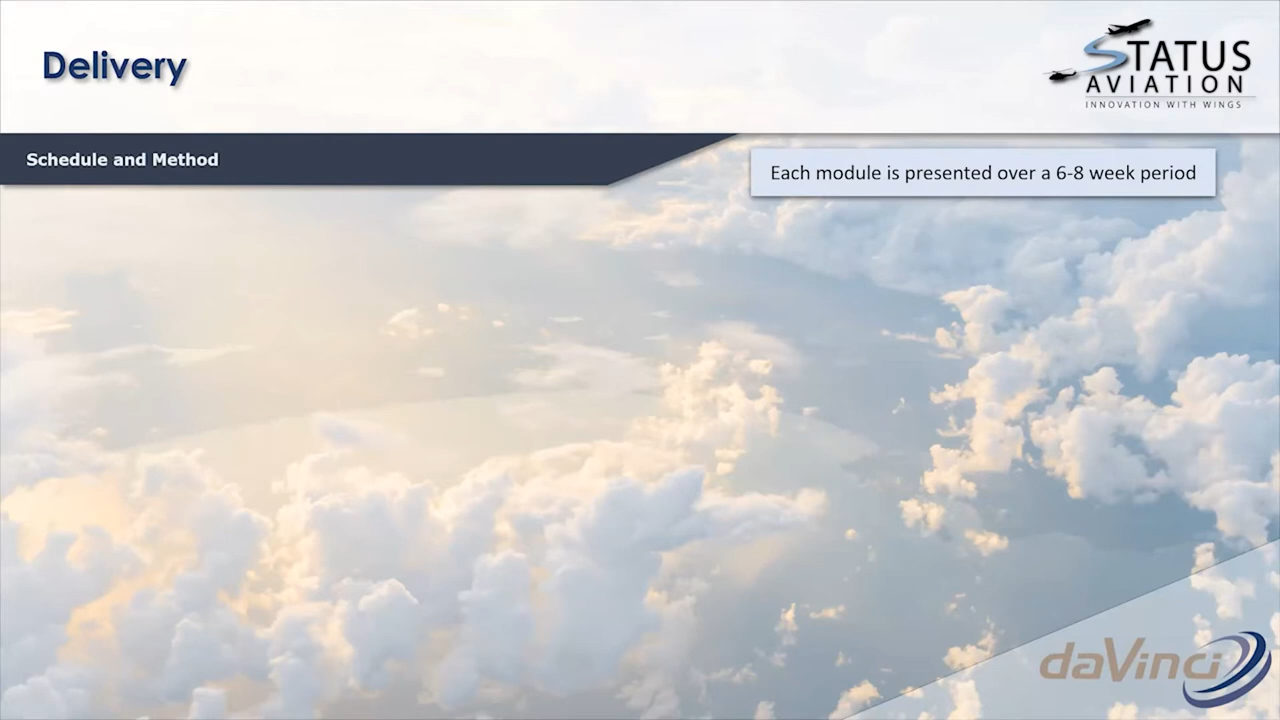 Delivery
STATUS
AVIATION
INNOVATION WITH WINGS
Schedule and Method
Each module is presented over a 6-8 week period
daVinci